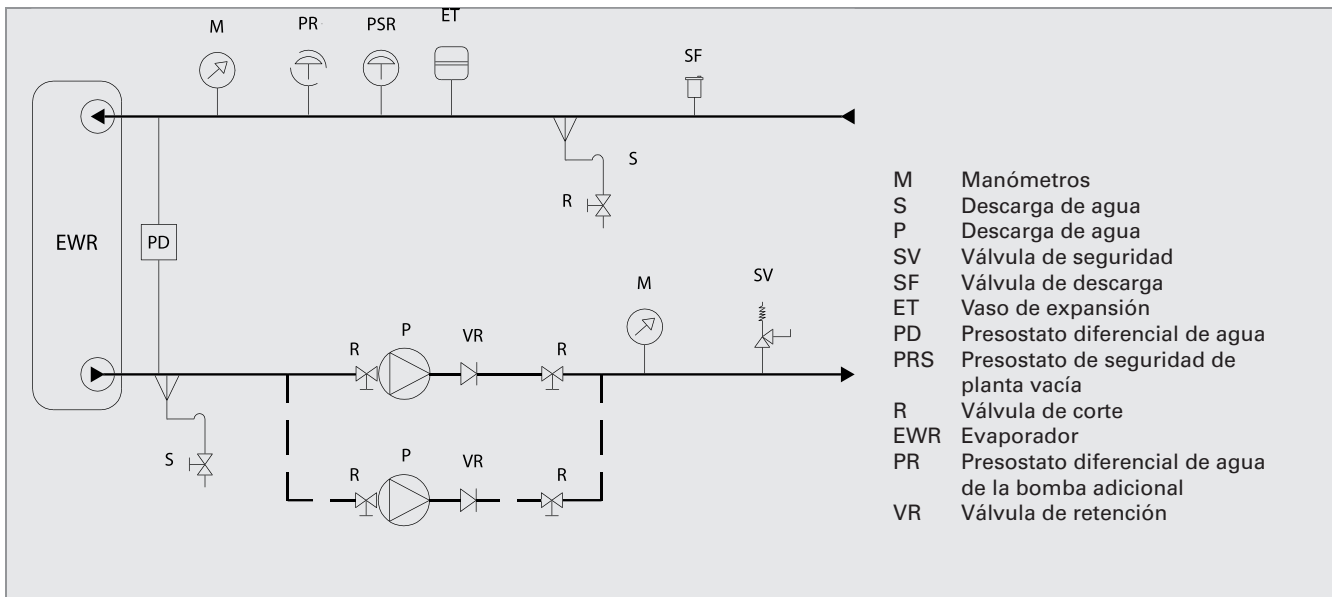 M
PR
PSR
ET
SF
S
R
EWR
PD
M
SV
R
P
VR
R
S
R
P
VR
R
M Manómetros
S Descarga de agua
P Descarga de agua
SV Válvula de seguridad
SF Válvula de descarga
ET Vaso de expansión
PD Presostato diferencial de agua
PRS Presostato de seguridad de
planta vacía
R Válvula de corte
EWR Evaporador
PR Presostato diferencial de agua
de la bomba adicional
VR Válvula de retención